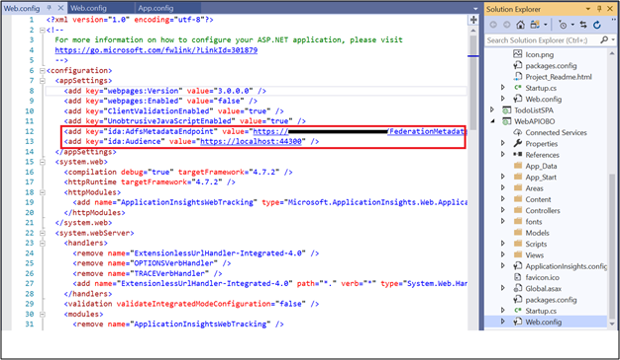 Web.config
Web.config
App.config
1 <?xml version="1.0" encoding="utf-8"?>
2 <!--
3 For more information on how to configure your ASP.NET application, please visit
4 https://go.microsoft.com/fwlink/?LinkId=301879
5 -->
6 <configuration>
7 <appSettings>
8 <add key="webpages:Version" value="3.0.0.0" />
9 <add key="webpages:Enabled" value="false" />
10 <add key="ClientValidationEnabled" value="true" />
11 <add key="UnobtrusiveJavaScriptEnabled" value="true" />
12 <add key="ida:AdfsMetadataEndpoint" value="https:// /FederationMetadat
13 <add key="ida:Audience" value="https://localhost:44300" />
14 </appSettings>
15 <system.web>
16 <compilation debug="true" targetFramework="4.7.2" />
17 <httpRuntime targetFramework="4.7.2" />
18 <httpModules>
19 <add name="ApplicationInsightsWebTracking" type="Microsoft.ApplicationInsights.Web.Applica
20 </httpModules>
21 </system.web>
22 <system.webServer>
23 <handlers>
24 <remove name="ExtensionlessUrlHandler-Integrated-4.0" />
25 <remove name="OPTIONSVerbHandler" />
26 <remove name="TRACEVerbHandler" />
27 <add name="ExtensionlessUrlHandler-Integrated-4.0" path="*." verb="*" type="System.Web.Han
28 </handlers>
29 <validation validateIntegratedModeConfiguration="false" />
30 <modules>
31 <remove name="ApplicationInsightsWebTracking" />
Solution Explorer
Search Solution Explorer (Ctrl+;)
Icon.png
packages.config
Project_Readme.html
Startup.cs
Web.config
TodoListSPA
WebAPIOBO
Connected Services
Properties
References
App_Data
App_Start
Areas
Content
Controllers
fonts
Models
Scripts
Views
ApplicationInsights.config
favicon.ico
Global.asax
packages.config
Startup.cs
Web.config